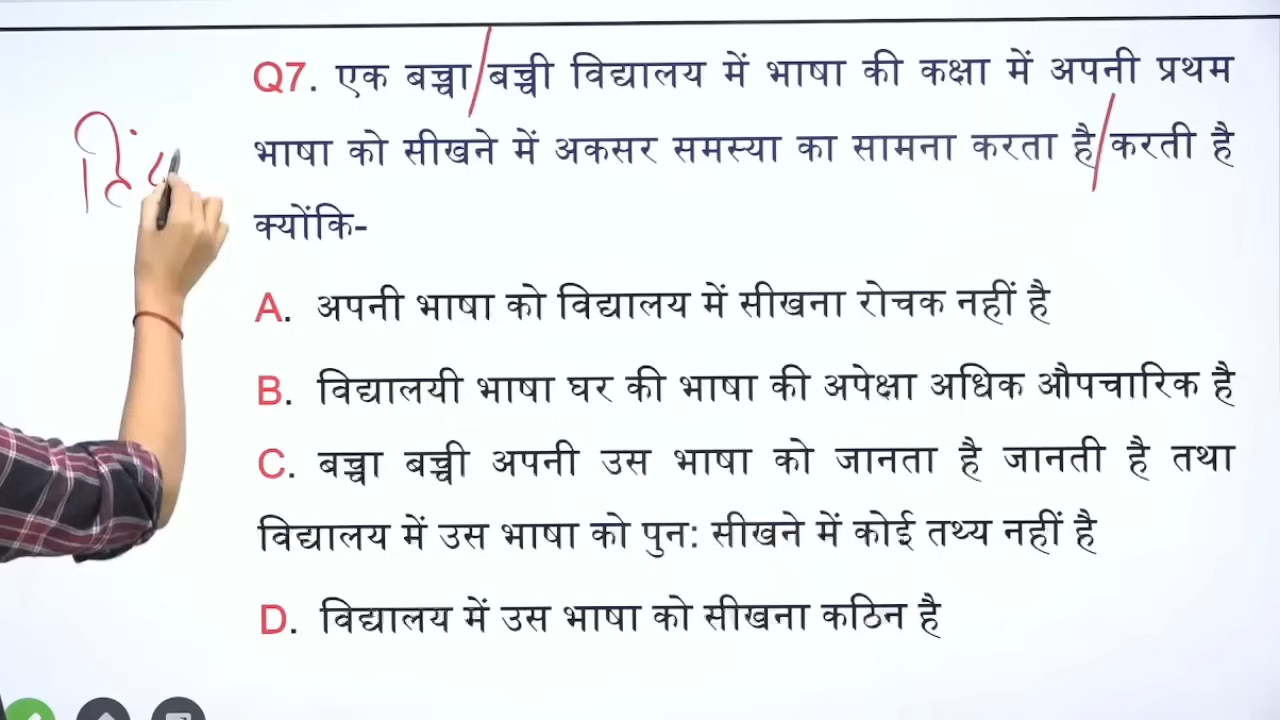 Q7. एक बच्चा/बच्ची विद्यालय में भाषा की कक्षा में अपनी प्रथम
भाषा को सीखने में अकसर समस्या का सामना करता है/करती है
क्योंकि-
A. अपनी भाषा को विद्यालय में सीखना रोचक नहीं है
B. विद्यालयी भाषा घर की भाषा की अपेक्षा अधिक औपचारिक है
C. बच्चा बच्ची अपनी उस भाषा को जानता है जानती है तथा
विद्यालय में उस भाषा को पुन: सीखने में कोई तथ्य नहीं है
D. विद्यालय में उस भाषा को सीखना कठिन है